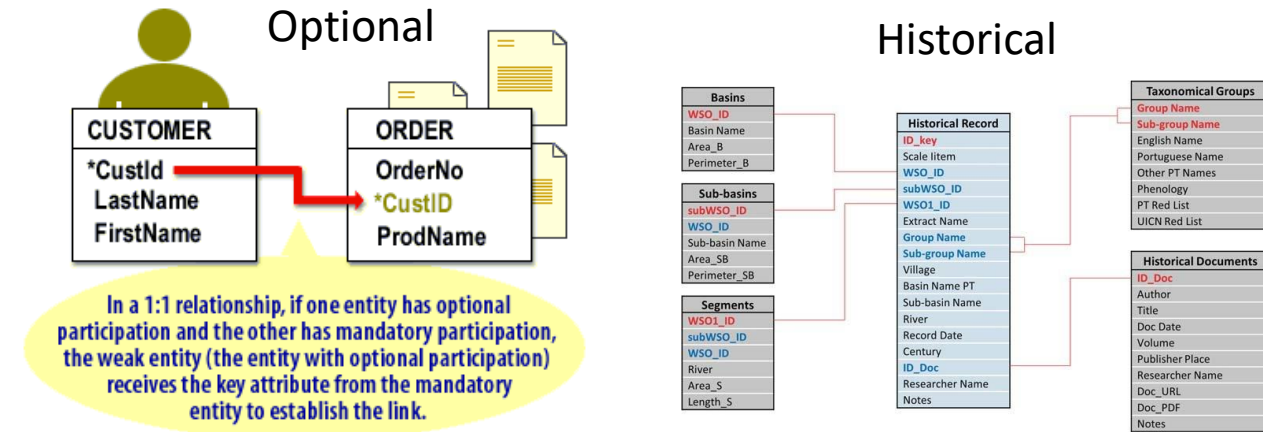 Optional
CUSTOMER
*CustId
LastName
FirstName
ORDER
OrderNo
*CustID
ProdName
In a 1:1 relationship, if one entity has optional
participation and the other has mandatory participation,
the weak entity (the entity with optional participation)
receives the key attribute from the mandatory
entity to establish the link.
Historical
Basins
WSO_ID
Basin Name
Area_B
Perimeter_B
Sub-basins
subWSO_ID
WSO_ID
Sub-basin Name
Area_SB
Perimeter_SB
Segments
WSO1_ID
subWSO_ID
WSO_ID
River
Area_S
Length_S
Historical Record
ID_key
Scale Iitem
WSO_ID
subWSO_ID
WSO1_ID
Extract Name
Group Name
Sub-group Name
Village
Basin Name PT
Sub-basin Name
River
Record Date
Century
ID_Doc
Researcher Name
Notes
Taxonomical Groups
Group Name
Sub-group Name
English Name
Portuguese Name
Other PT Names
Phenology
PT Red List
UICN Red List
Historical Documents
ID_Doc
Author
Title
Doc Date
Volume
Publisher Place
Researcher Name
Doc_URL
Doc_PDF
Notes